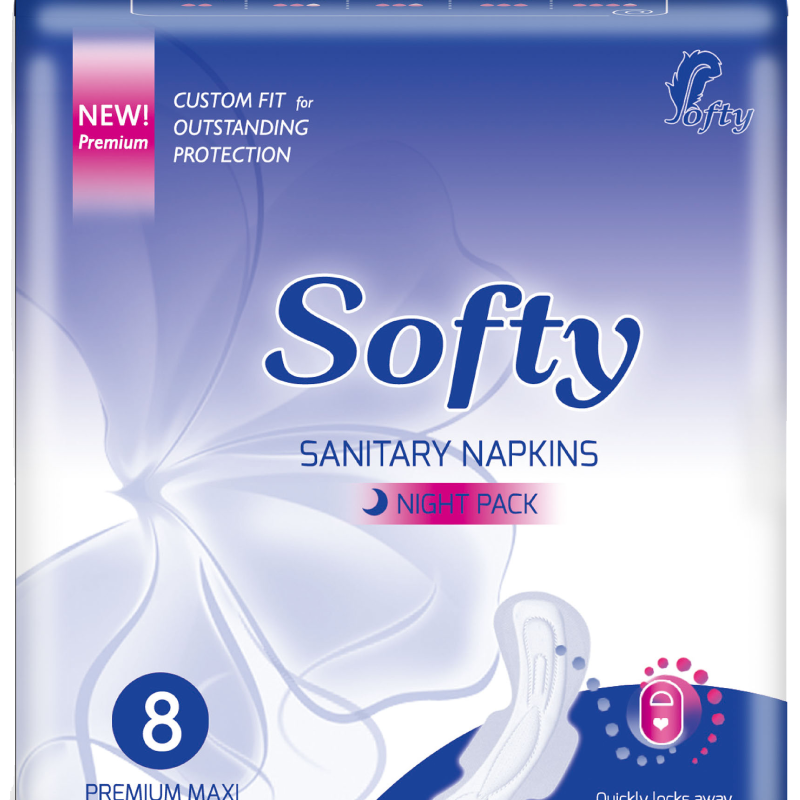 NEW!
Premium
CUSTOM FIT for
OUTSTANDING
PROTECTION
Softy
Softy
SANITARY NAPKINS
NIGHT PACK
8
PREMIUM MAXI
Quickly locks away